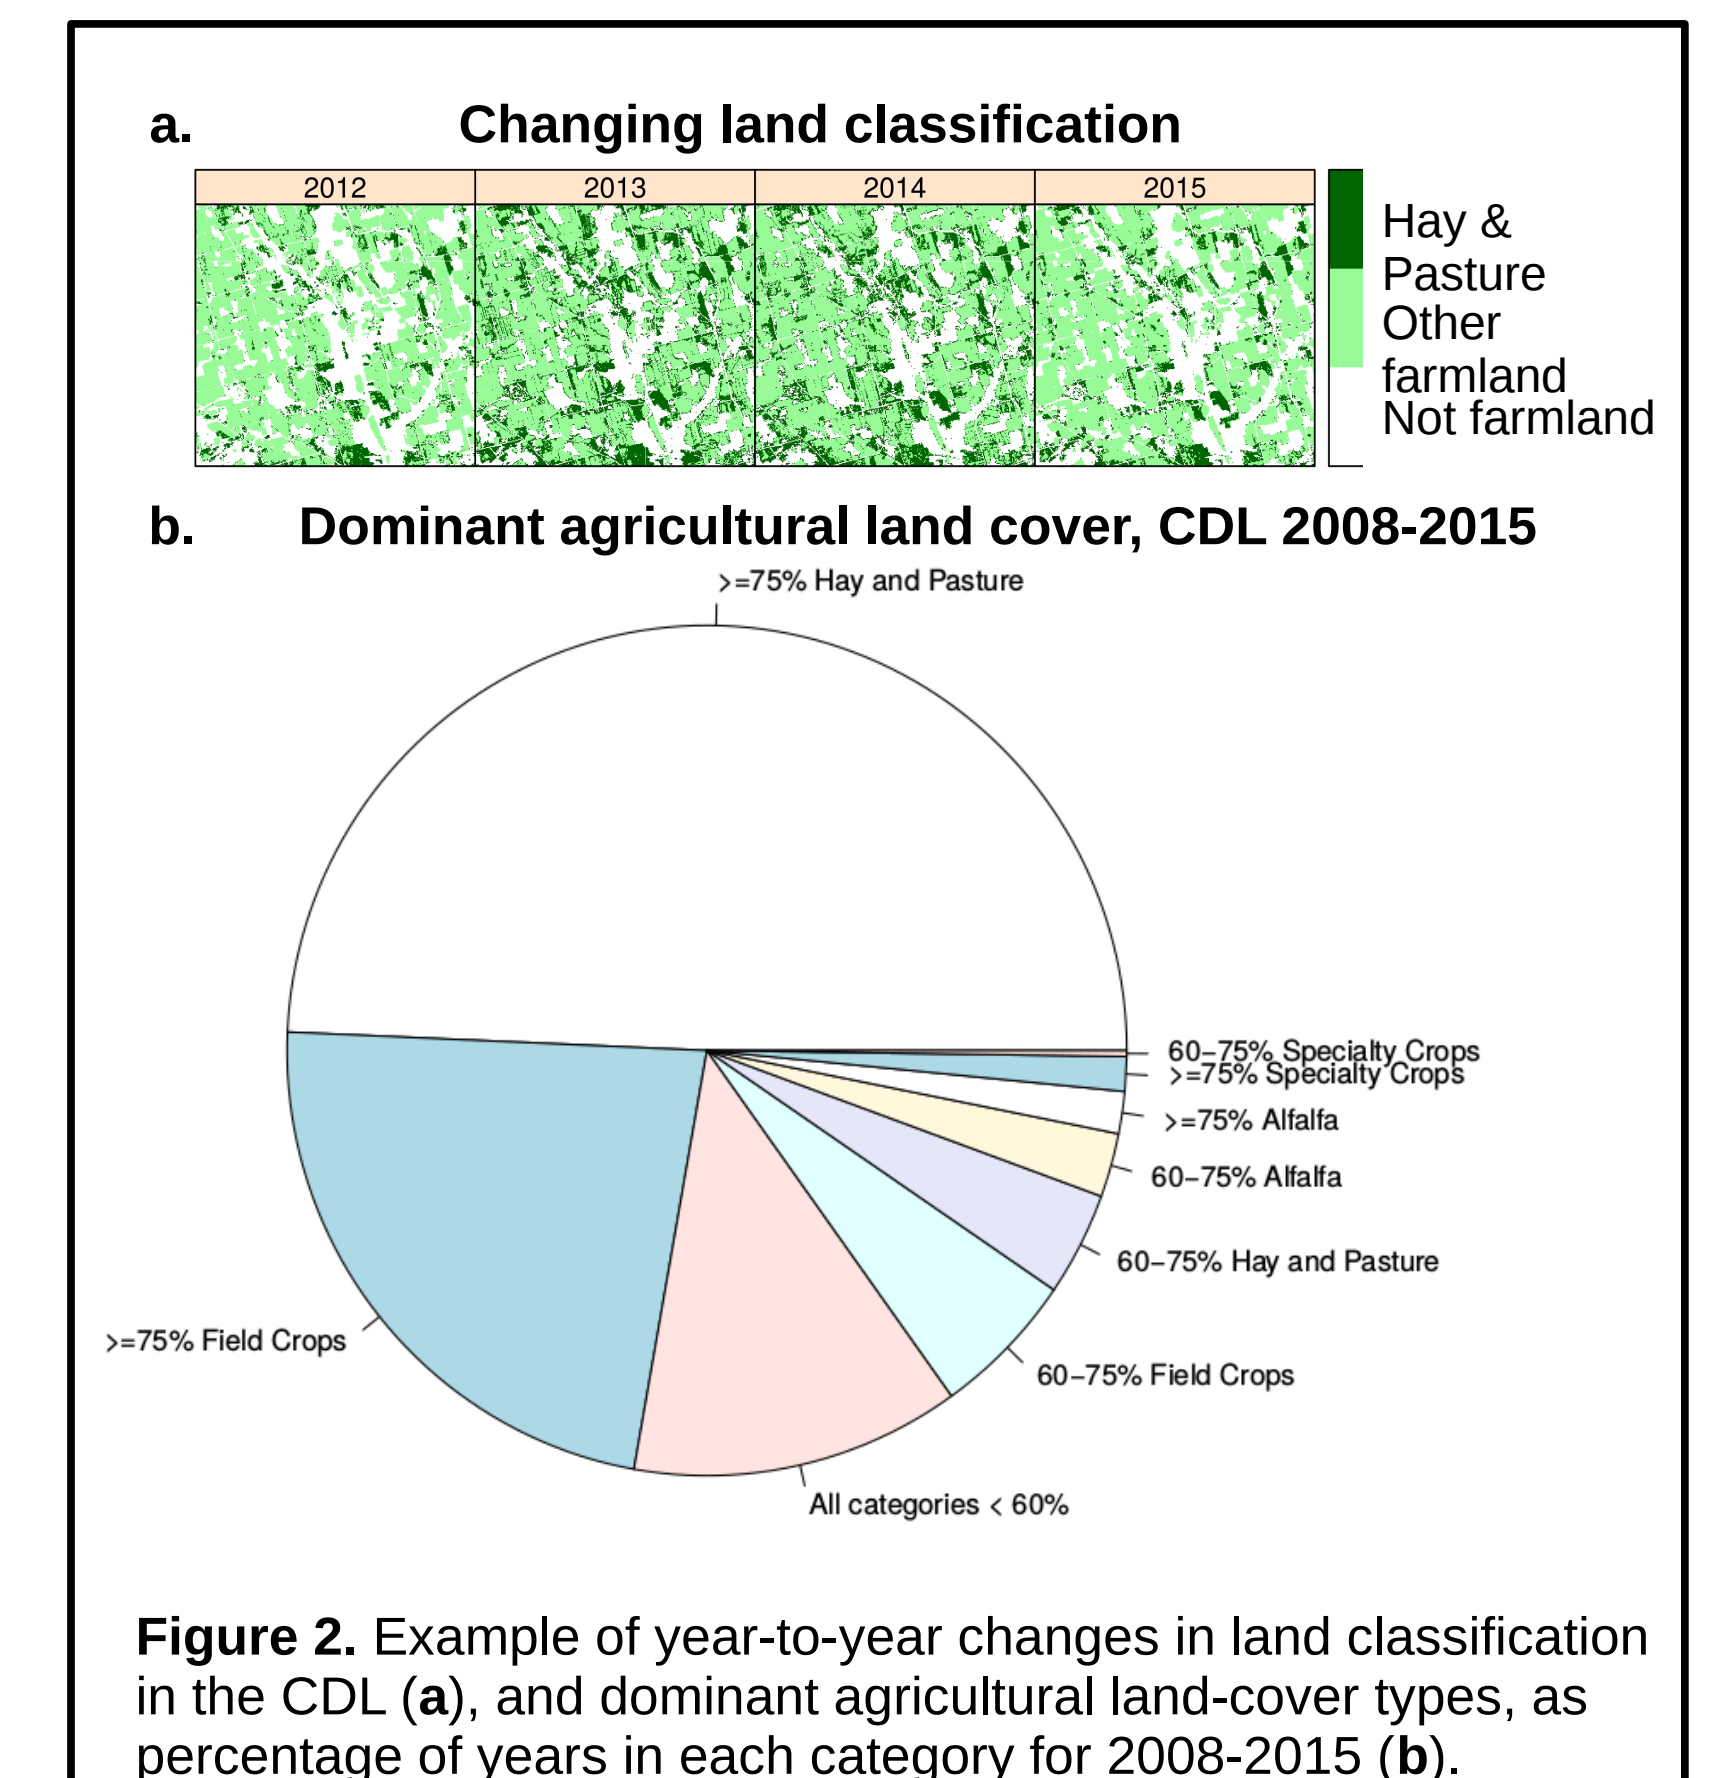 a.
Changing land classification
2012 2013 2014 2015
Hay &
Pasture
Other
farmland
Not farmland
b.
Dominant agricultural land cover, CDL 2008-2015
>=75% Hay and Pasture
60–75% Specialty Crops
>=75% Specialty Crops
>=75% Alfalfa
60–75% Alfalfa
60–75% Hay and Pasture
>=75% Field Crops
60–75% Field Crops
All categories < 60%
Figure 2. Example of year-to-year changes in land classification
in the CDL (a), and dominant agricultural land-cover types, as
percentage of years in each category for 2008-2015 (b).